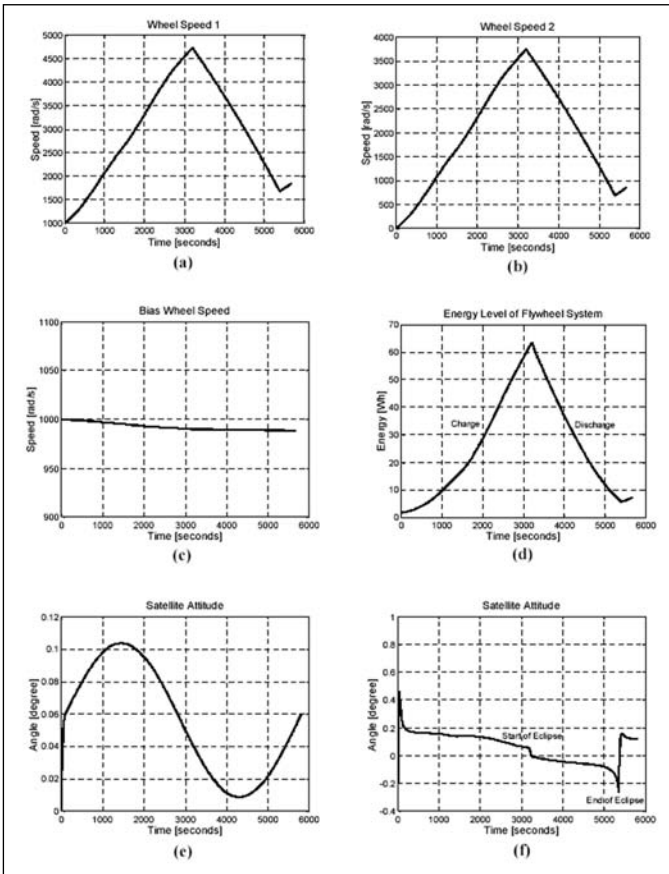 Wheel Speed 1
5000
4500
4000
3500
3000
2500
2000
1500
1000
Speed [rad/s]
0 1000 2000 3000 4000 5000 6000
Time [seconds]
(a)
Wheel Speed 2
4000
3500
3000
2500
2000
1500
1000
500
0
Speed [rad/s]
0 1000 2000 3000 4000 5000 6000
Time [seconds]
(b)
Bias Wheel Speed
1100
1050
1000
950
900
Speed [rad/s]
0 1000 2000 3000 4000 5000 6000
Time [seconds]
(c)
Energy Level of Flywheel System
70
60
50
40
30
20
10
0
Energy [Wh]
Charge
Discharge
0 1000 2000 3000 4000 5000 6000
Time [seconds]
(d)
Satellite Attitude
0.12
0.1
0.08
0.06
0.04
0.02
0
Angle [degree]
0 1000 2000 3000 4000 5000 6000
Time [seconds]
(e)
Satellite Attitude
1
0.8
0.6
0.4
0.2
0
-0.2
-0.4
Angle [degree]
Start of Eclipse
End of Eclipse
0 1000 2000 3000 4000 5000 6000
Time [seconds]
(f)